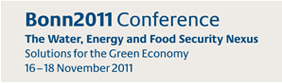 Bonn2011 Conference
The Water, Energy and Food Security Nexus
Solutions for the Green Economy
16–18 November 2011